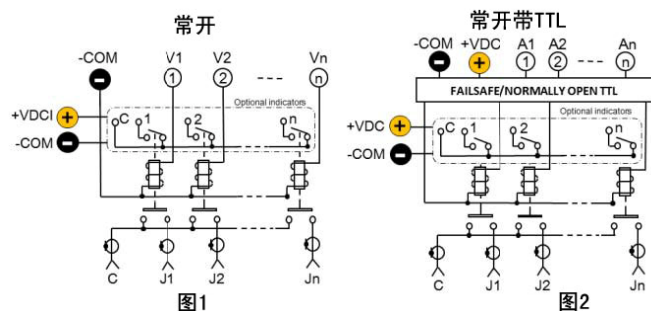 常开
-COM V1 V2 Vn
1 2 ---- n
Optional indicators
+VDCI
-COM
C 1 2 n
C J1 J2 Jn
图1
常开带TTL
-COM +VDC A1 A2 An
1 2 ---- n
FAILSAFE/NORMALLY OPEN TTL
Optional indicators
+VDC
-COM
C 1 2 n
C J1 J2 Jn
图2